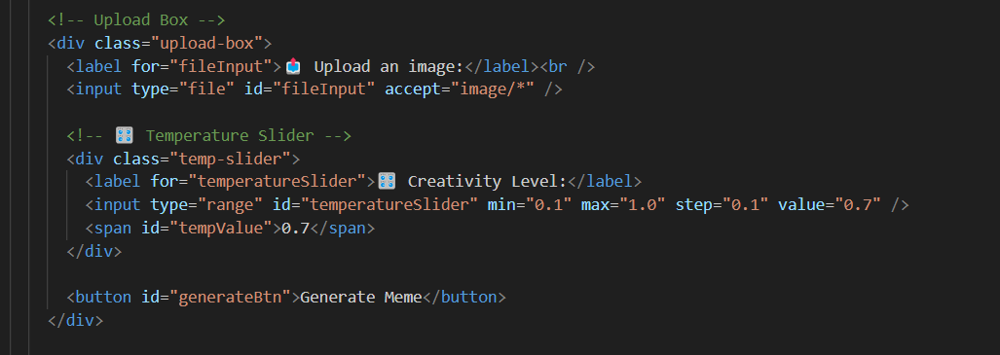 <!-- Upload Box -->
<div class="upload-box">
<label for="fileInput">📤 Upload an image:</label><br />
<input type="file" id="fileInput" accept="image/*" />
<!-- 🎛️ Temperature Slider -->
<div class="temp-slider">
<label for="temperatureSlider">🎛️ Creativity Level:</label>
<input type="range" id="temperatureSlider" min="0.1" max="1.0" step="0.1" value="0.7" />
<span id="tempValue">0.7</span>
</div>
<button id="generateBtn">Generate Meme</button>
</div>